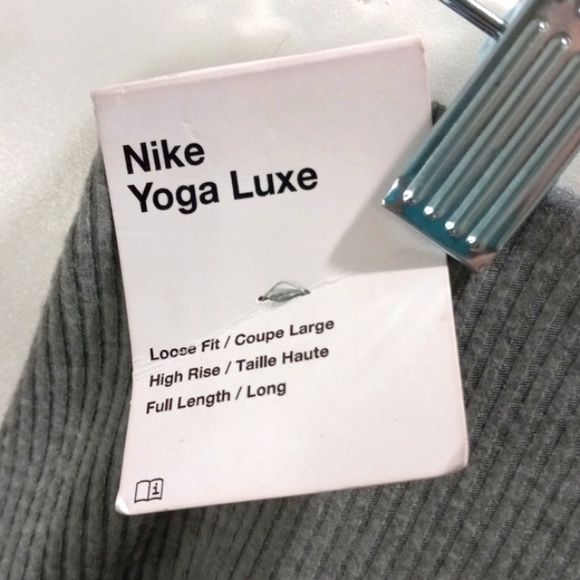 Nike
Yoga Luxe
Loose Fit / Coupe Large
High Rise / Taille Haute
Full Length / Long
i